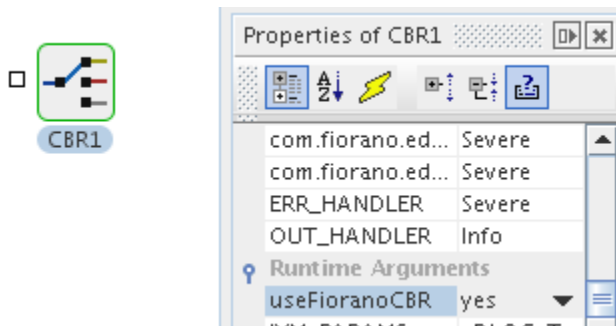 Properties of CBR1
CBR1
com.fiorano.ed... Severe
com.fiorano.ed... Severe
ERR_HANDLER Severe
OUT_HANDLER Info
Runtime Arguments
useFioranoCBR yes